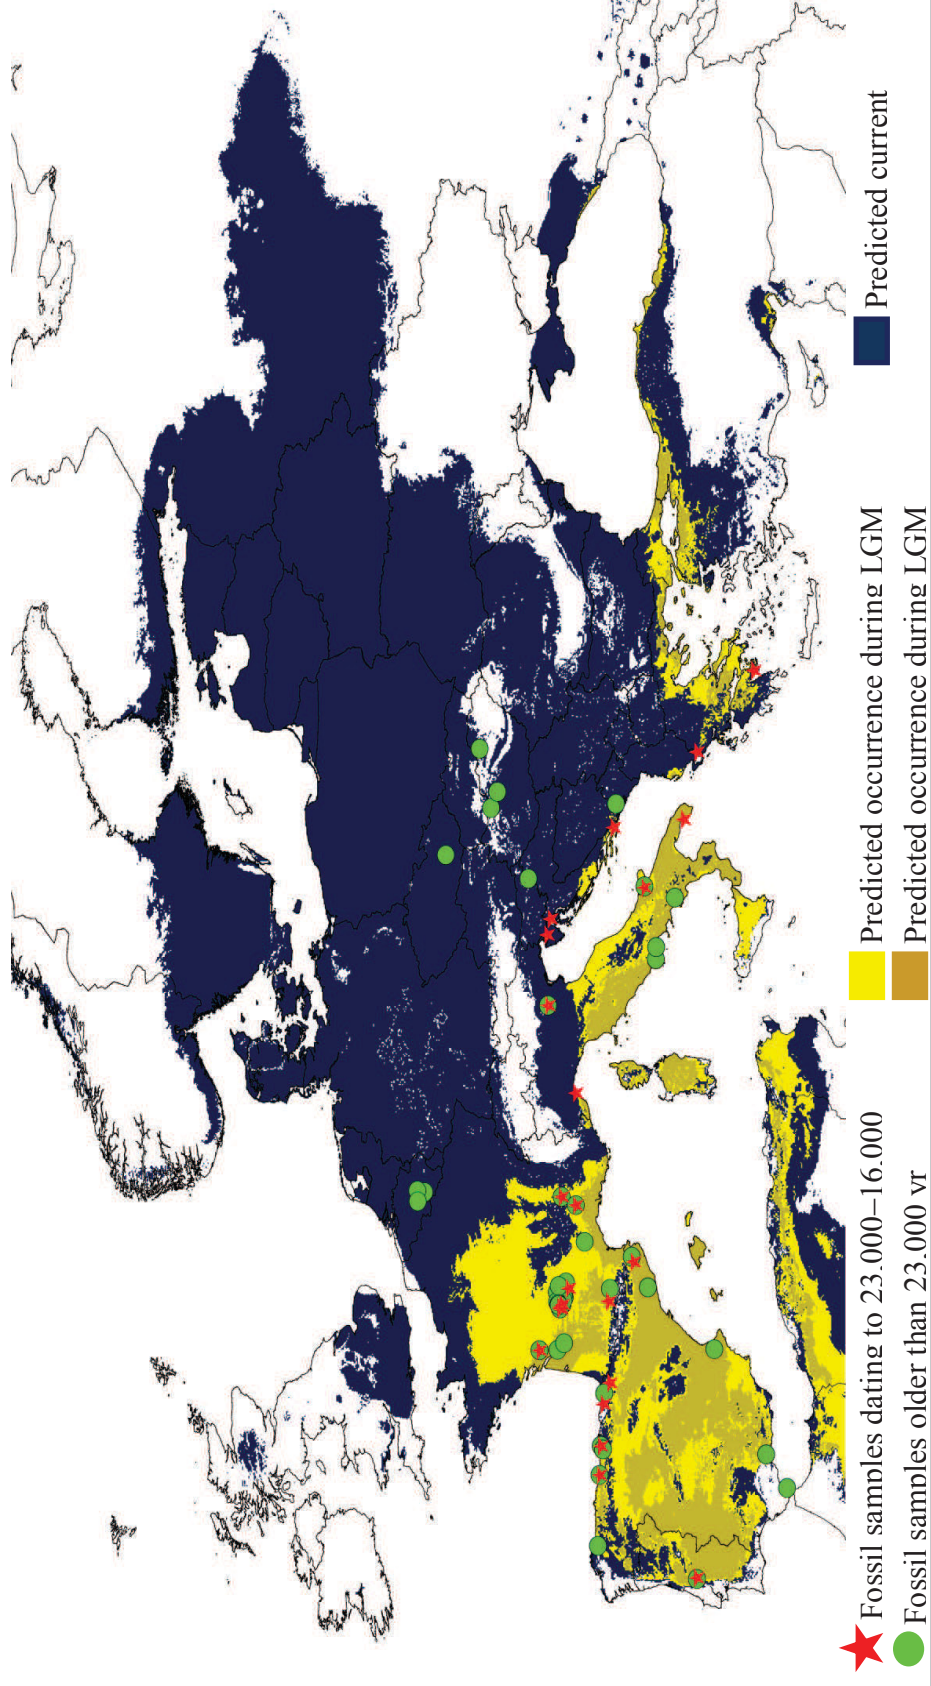 Fossil samples dating to 23.000–16.000
Fossil samples older than 23.000 yr
Predicted occurrence during LGM
Predicted occurrence during LGM
Predicted current